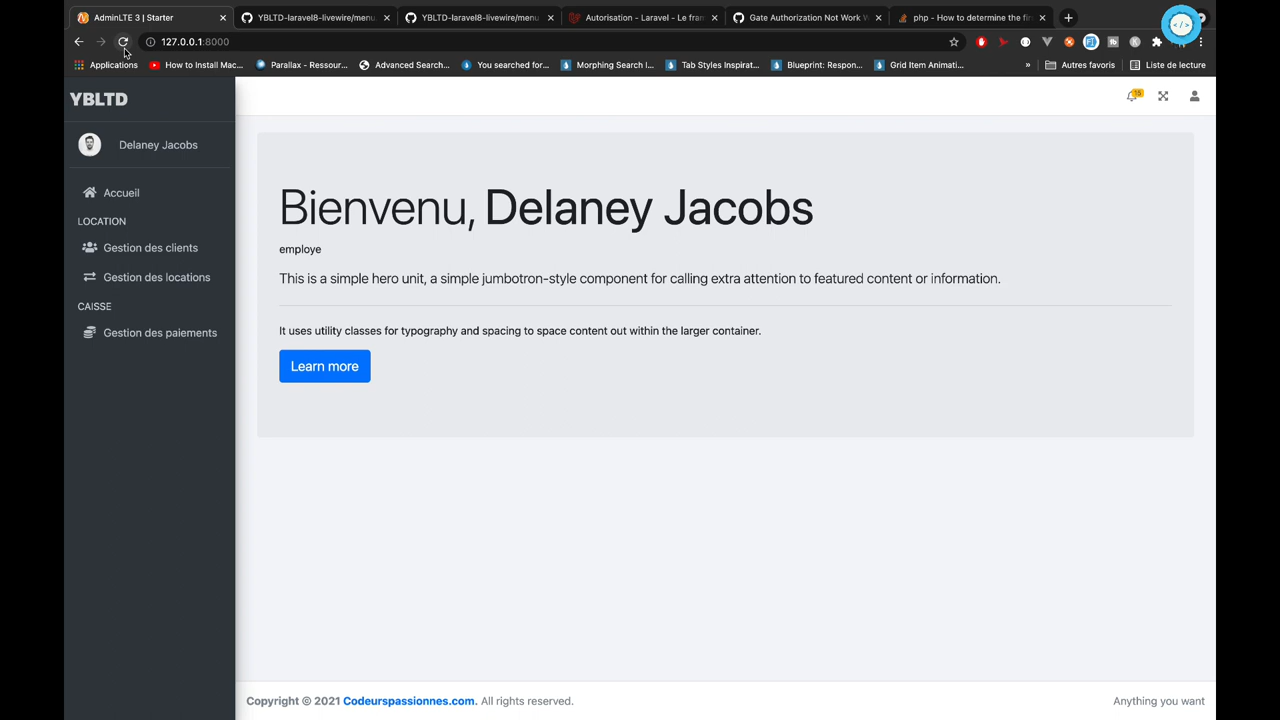 AdminLTE 3 | Starter
YBLTD-laravel8-livewire/menu.
YBLTD-laravel8-livewire/menu
Autorisation - Laravel - Le fram
Gate Authorization Not Work W
php - How to determine the fir
127.0.0.1:8000
Applications
How to Install Mac...
Parallax - Ressour...
Advanced Search...
You searched for...
Morphing Search I...
Tab Styles Inspirat...
Blueprint: Respon...
Grid Item Animati...
»
Autres favoris
Liste de lecture
YBLTD
15
Delaney Jacobs
Accueil
LOCATION
Gestion des clients
Gestion des locations
CAISSE
Gestion des paiements
Bienvenu, Delaney Jacobs
employe
This is a simple hero unit, a simple jumbotron-style component for calling extra attention to featured content or information.
It uses utility classes for typography and spacing to space content out within the larger container.
Learn more
Copyright © 2021 Codeurspassionnes.com. All rights reserved.
Anything you want